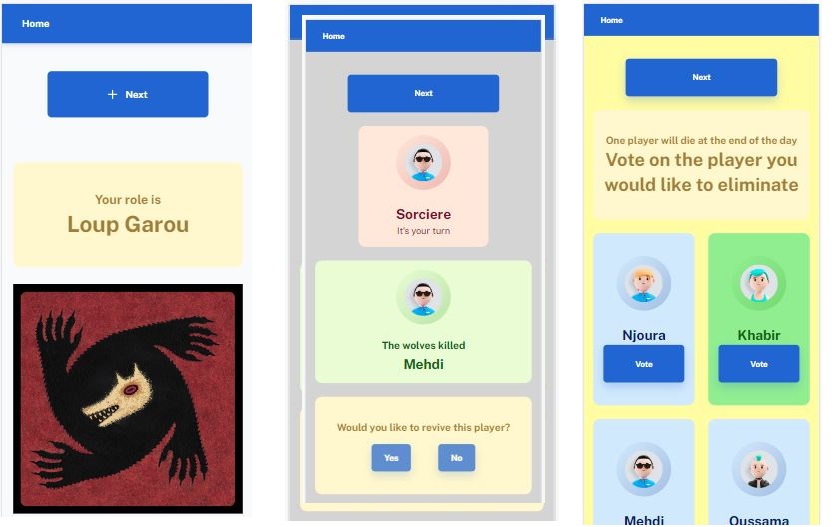 Home
+ Next
Your role is
Loup Garou
Home
Next
Sorciere
It's your turn
The wolves killed
Mehdi
Would you like to revive this player?
Yes
No
Home
Next
One player will die at the end of the day
Vote on the player you
would like to eliminate
Njoura
Vote
Khabir
Vote
Mehdi
Oussama